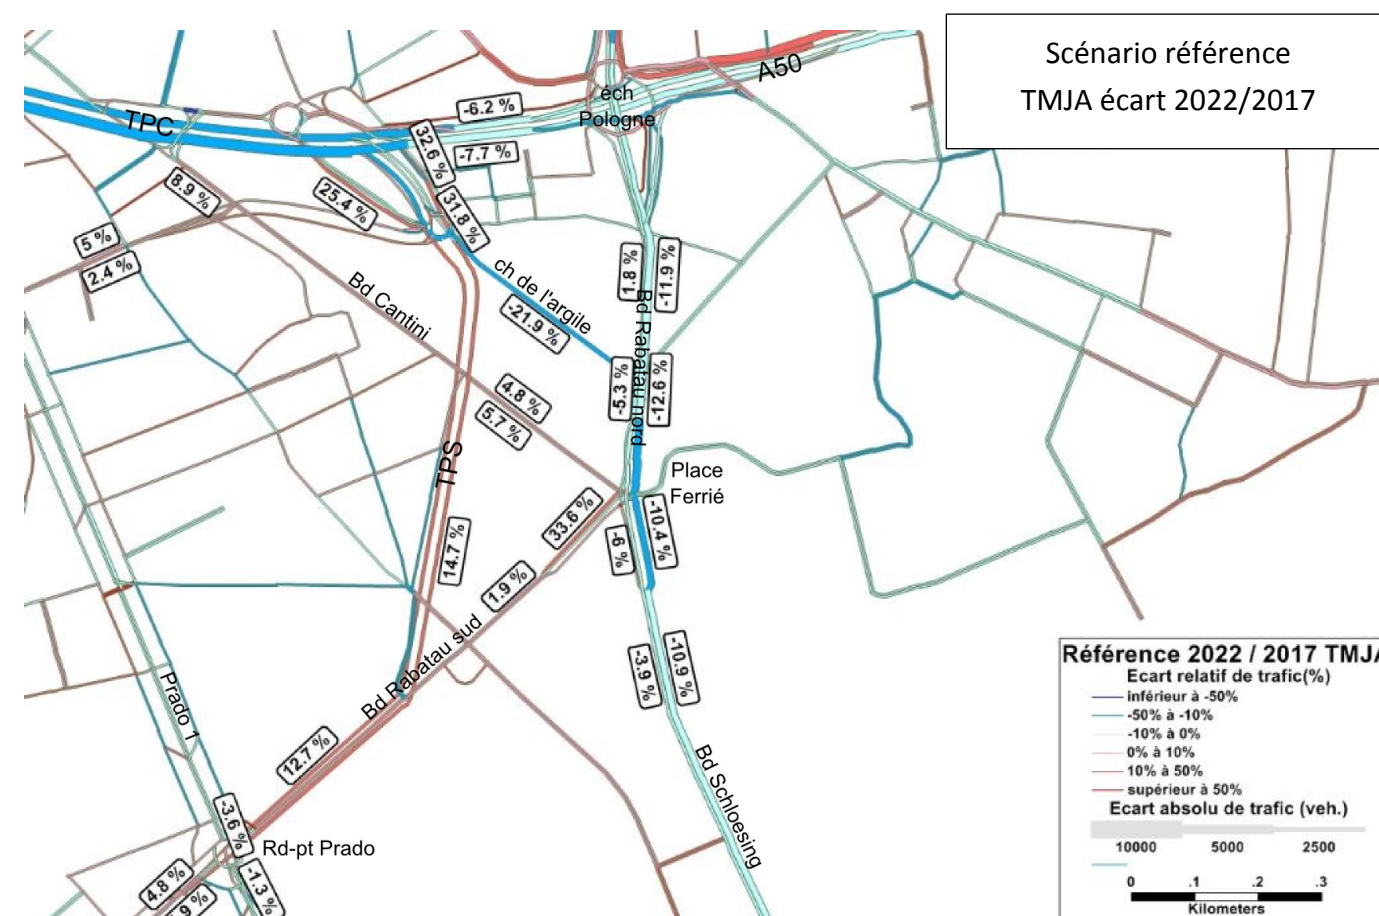 Scénario référence
TMJA écart 2022/2017
A50
éch
Pologne
-6.2 %
TPC
-7.7 %
32.6 %
31.8 %
25.4 %
8.9 %
5 %
2.4 %
Bd Cantini
ch de l'argile
-21.9 %
1.8 %
-11.9 %
Bd Rabatau nord
-5.3 %
-12.6 %
4.8 %
5.7 %
TPS
Place
Ferrié
33.6 %
-10.4 %
-6 %
14.7 %
1.9 %
Bd Rabatau sud
-3.9 %
-10.9 %
Prado 1
12.7 %
Bd Schloesing
-3.6 %
Rd-pt Prado
-1.3 %
4.8 %
9 %
Référence 2022 / 2017 TMJA
Ecart relatif de trafic(%)
inférieur à -50%
-50% à -10%
-10% à 0%
0% à 10%
10% à 50%
supérieur à 50%
Ecart absolu de trafic (veh.)
10000 5000 2500
0 .1 .2 .3
Kilometers